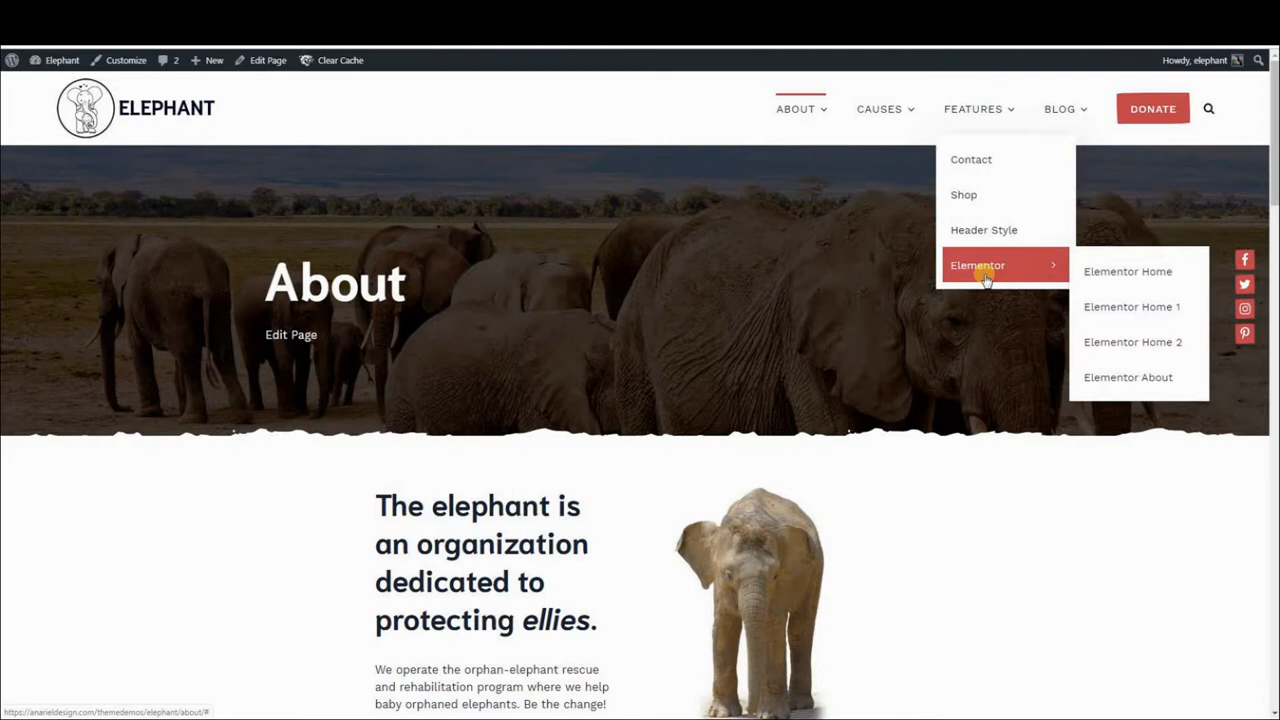 Elephant Customize 2 New Edit Page Clear Cache Howdy, elephant
ELEPHANT ABOUT CAUSES FEATURES BLOG DONATE
Contact
Shop
Header Style
Elementor
Elementor Home
Elementor Home 1
Elementor Home 2
Elementor About
About
Edit Page
The elephant is
an organization
dedicated to
protecting ellies.
We operate the orphan-elephant rescue
and rehabilitation program where we help
baby orphaned elephants. Be the change!
https://anarieldesign.com/themedemos/elephant/about/#